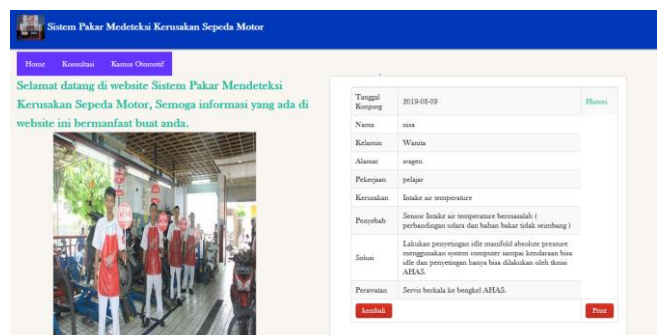 Sistem Pakar Medeteksi Kerusakan Sepeda Motor
Home Konsultasi Kamus Otomotif
Selamat datang di website Sistem Pakar Mendeteksi
Kerusakan Sepeda Motor, Semoga informasi yang ada di
website ini bermanfaat buat anda.
Tanggal Kunjung 2019-08-09 Histori
Nama nisa
Kelamin Wanita
Alamat sragen
Pekerjaan pelajar
Kerusakan Intake air temperature
Penyebab Sensor Intake air temperature bermasalah (
perbandingan udara dan bahan bakar tidak seimbang )
Solusi Lakukan penyetingan idle manifold absolute pressure
menggunakan system computer sampai kendaraan bisa
idle dan penyetingan hanya bisa dilakukan oleh tknisi
AHAS.
Perawatan Servis berkala ke bengkel AHAS.
kembali Print